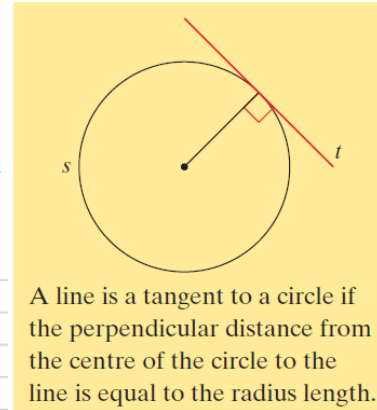 s
t
A line is a tangent to a circle if
the perpendicular distance from
the centre of the circle to the
line is equal to the radius length.